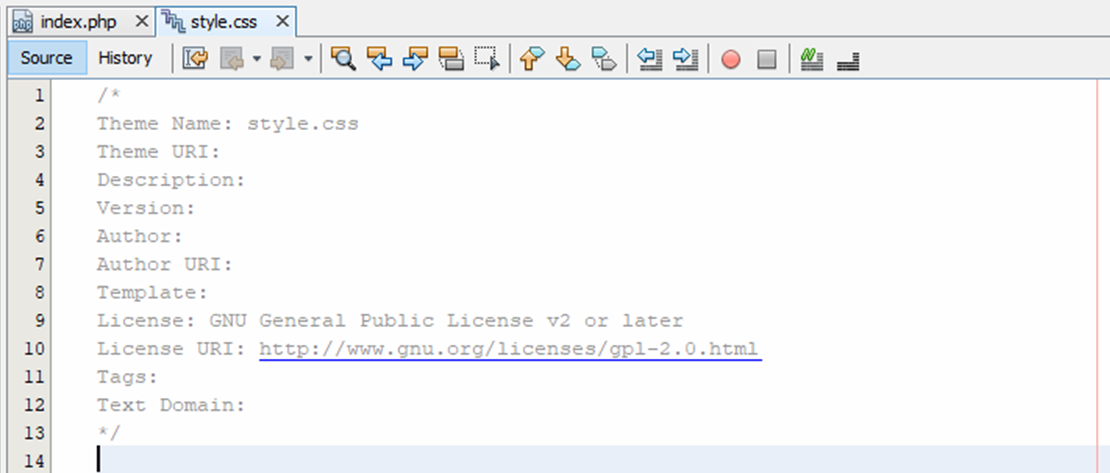 index.php style.css
Source History
1 /*
2 Theme Name: style.css
3 Theme URI:
4 Description:
5 Version:
6 Author:
7 Author URI:
8 Template:
9 License: GNU General Public License v2 or later
10 License URI: http://www.gnu.org/licenses/gpl-2.0.html
11 Tags:
12 Text Domain:
13 */
14